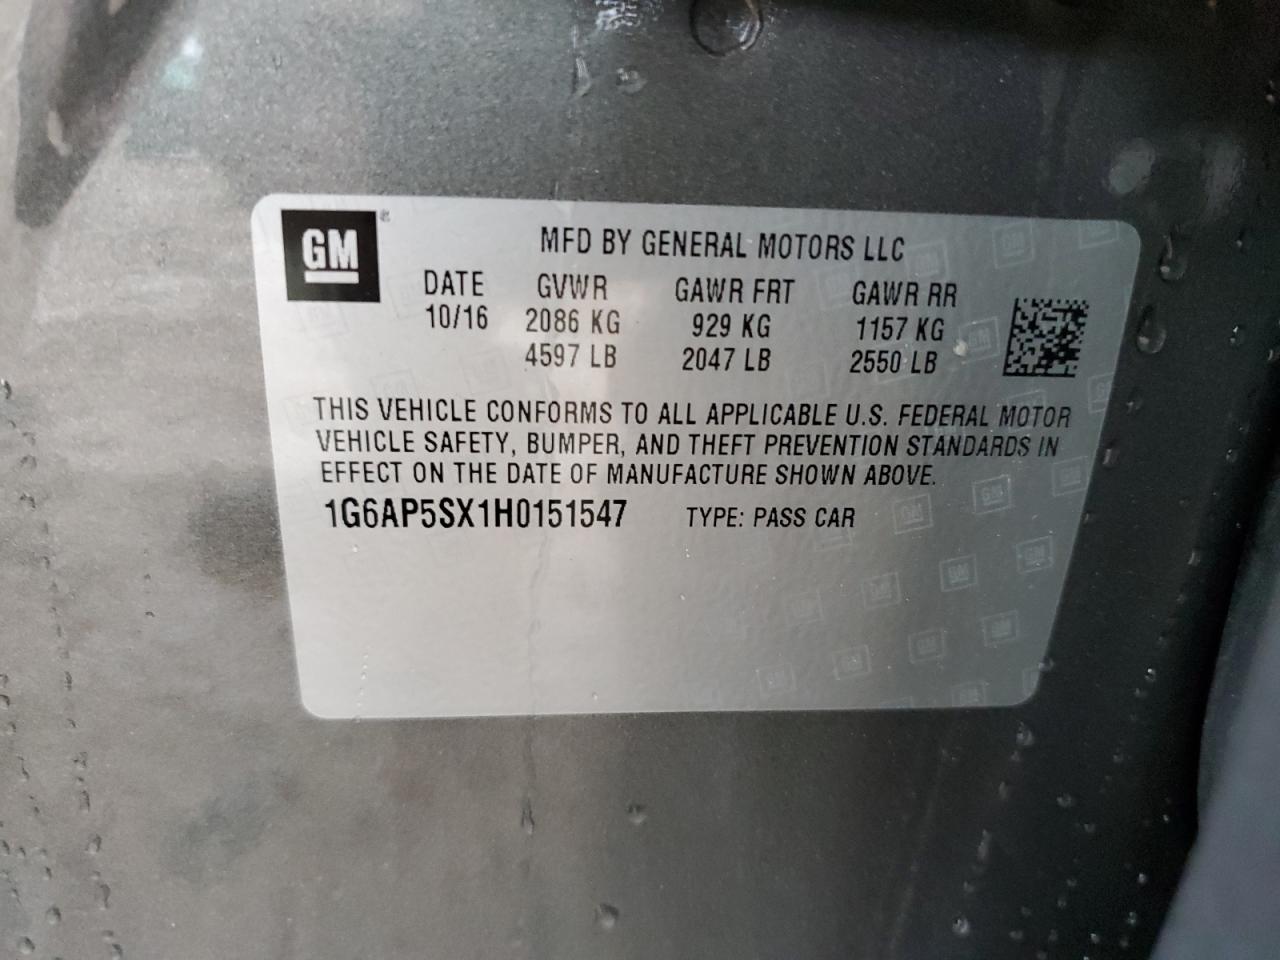 GM
MFD BY GENERAL MOTORS LLC
DATE GVWR GAWR FRT GAWR RR
10/16 2086 KG 929 KG 1157 KG
4597 LB 2047 LB 2550 LB
THIS VEHICLE CONFORMS TO ALL APPLICABLE U.S. FEDERAL MOTOR
VEHICLE SAFETY, BUMPER, AND THEFT PREVENTION STANDARDS IN
EFFECT ON THE DATE OF MANUFACTURE SHOWN ABOVE.
1G6AP5SX1H0151547 TYPE: PASS CAR